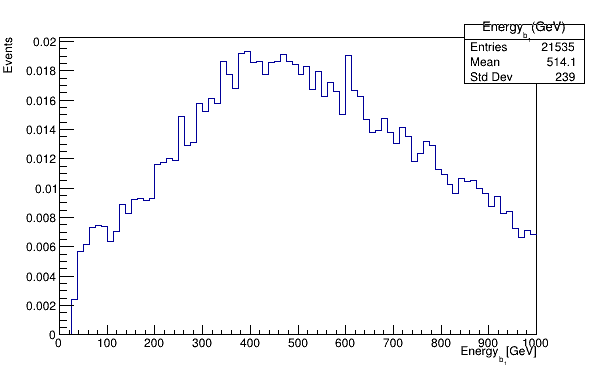 Energy_b_1(GeV)
Entries 21535
Mean 514.1
Std Dev 239
Events
0.02
0.018
0.016
0.014
0.012
0.01
0.008
0.006
0.004
0.002
0
0 100 200 300 400 500 600 700 800 900 1000
Energy_b_1[GeV]